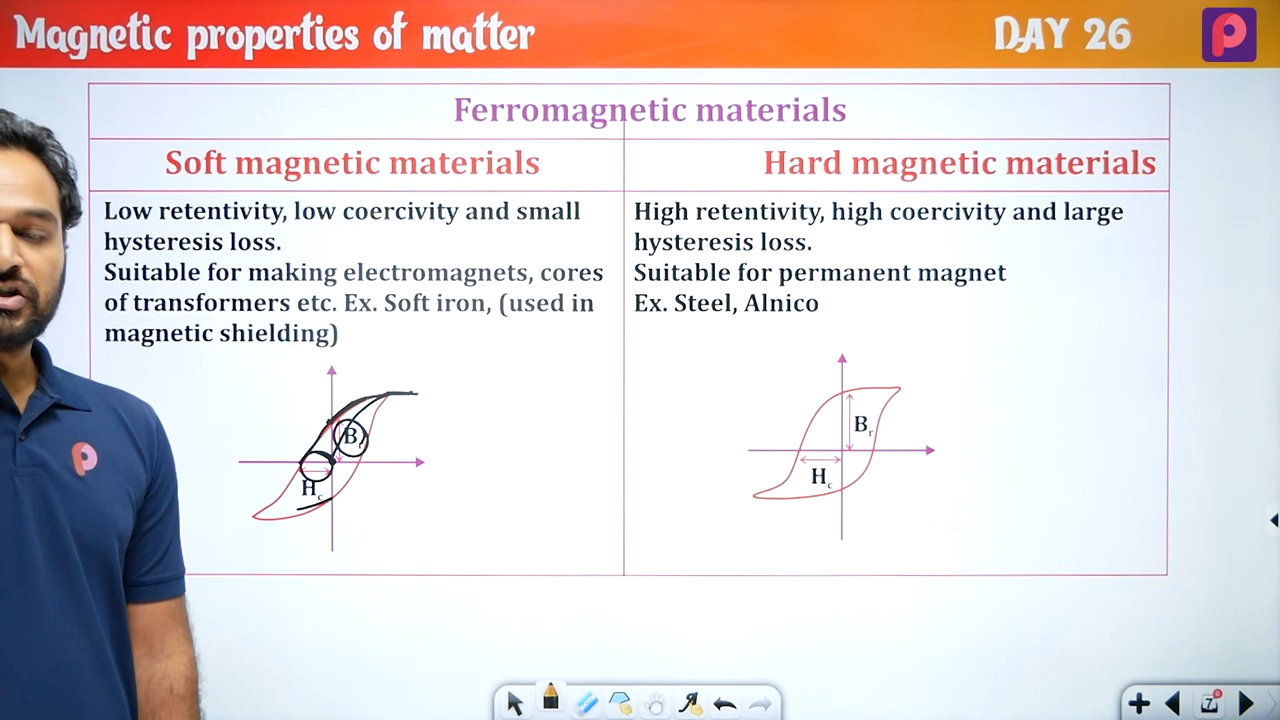 Magnetic properties of matter
DAY 26
Ferromagnetic materials
Soft magnetic materials
Hard magnetic materials
Low retentivity, low coercivity and small
hysteresis loss.
Suitable for making electromagnets, cores
of transformers etc. Ex. Soft iron, (used in
magnetic shielding)
High retentivity, high coercivity and large
hysteresis loss.
Suitable for permanent magnet
Ex. Steel, Alnico
Br
Hc
Br
Hc
7